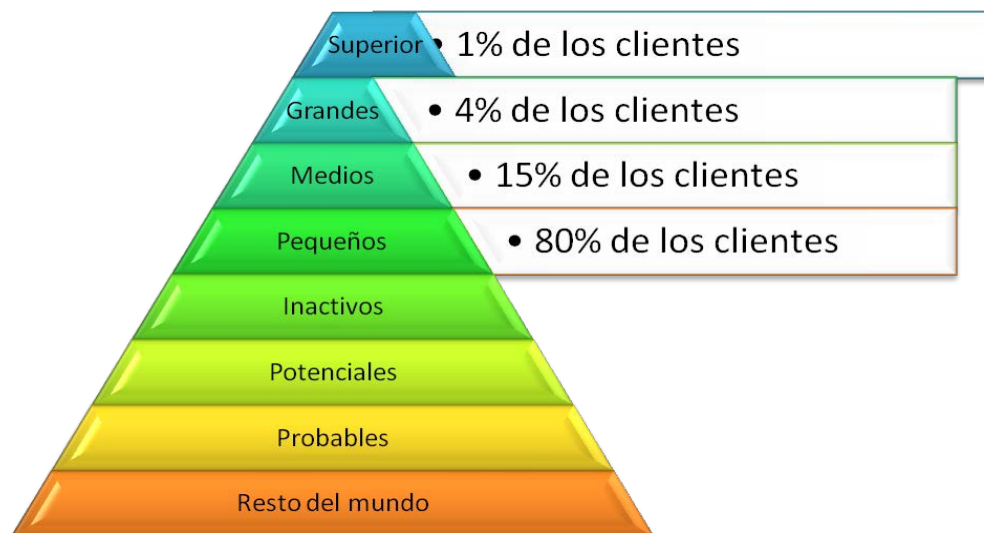 Superior • 1% de los clientes
Grandes • 4% de los clientes
Medios • 15% de los clientes
Pequeños • 80% de los clientes
Inactivos
Potenciales
Probables
Resto del mundo